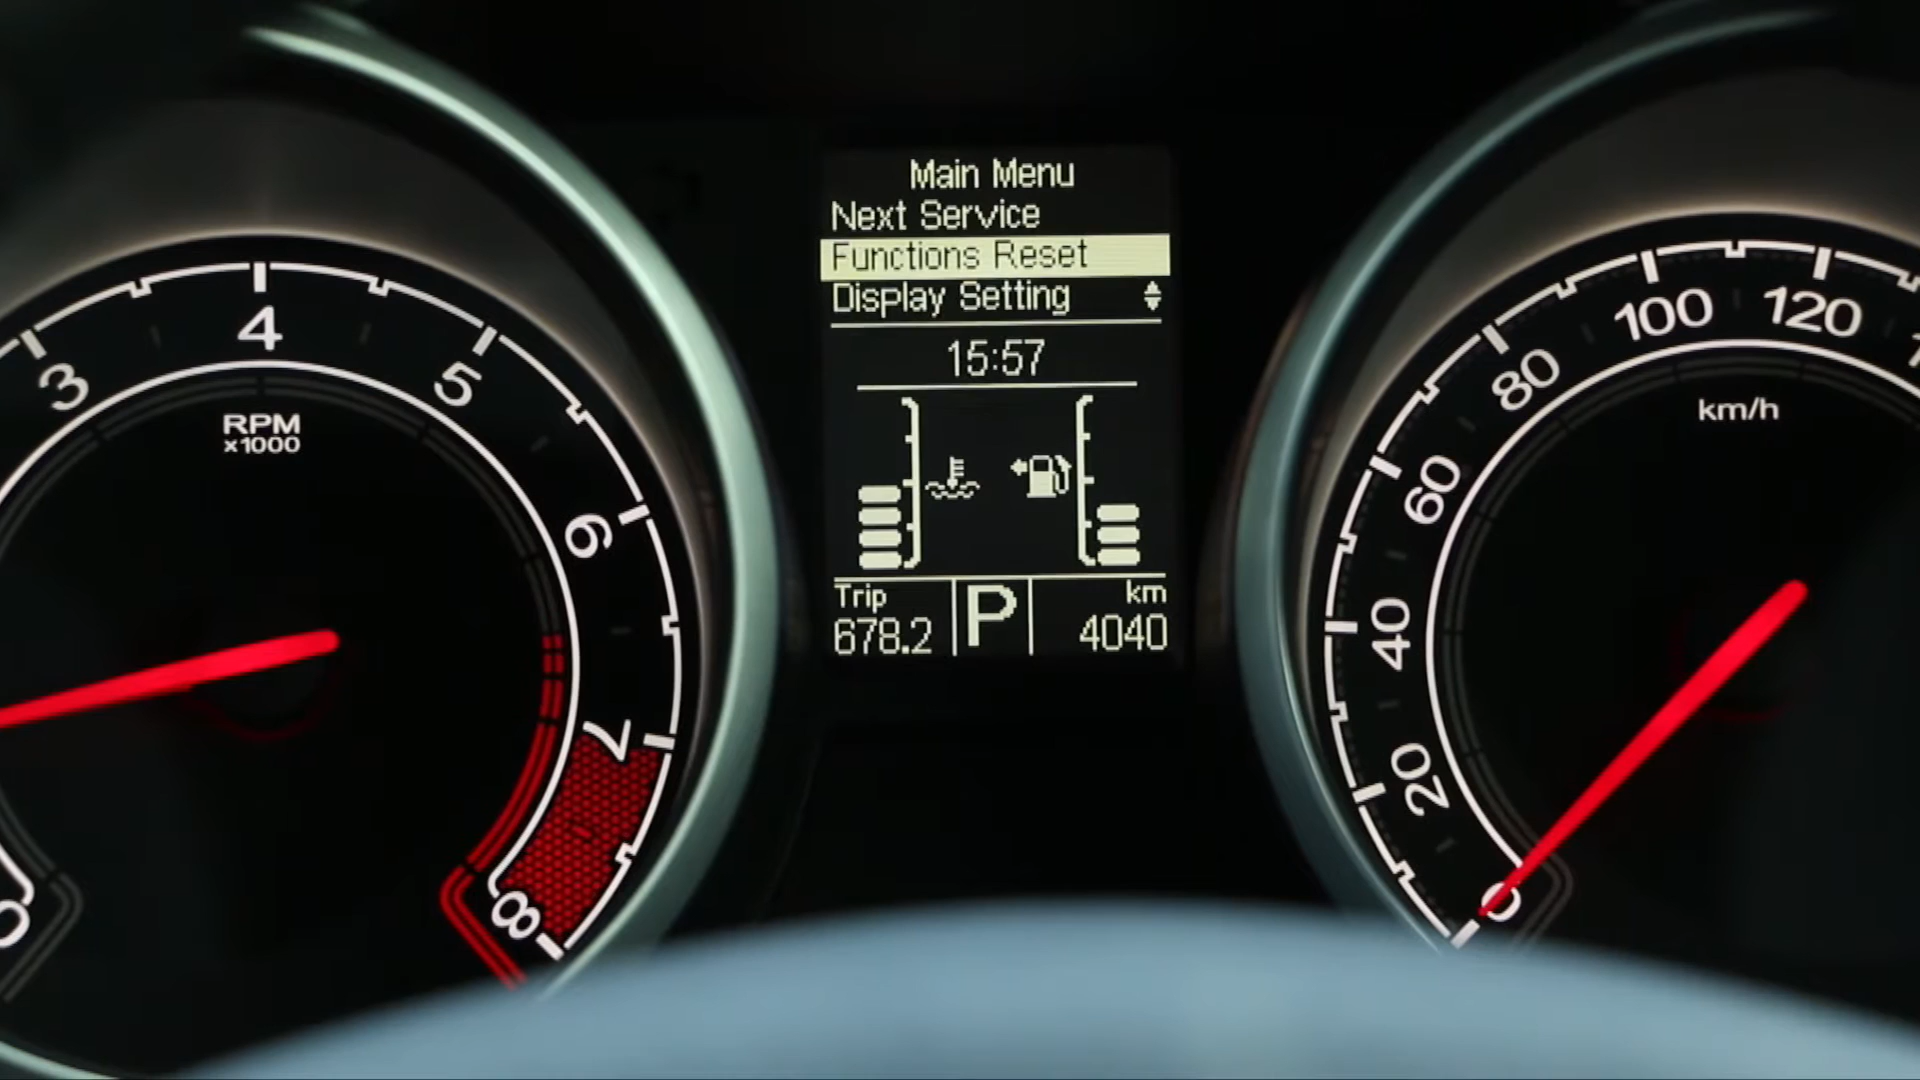 Main Menu
Next Service
Functions Reset
Display Setting
15:57
Trip
678.2
P
km
4040
0
3
4
5
6
7
8
RPM
x1000
0
20
40
60
80
100
120
km/h